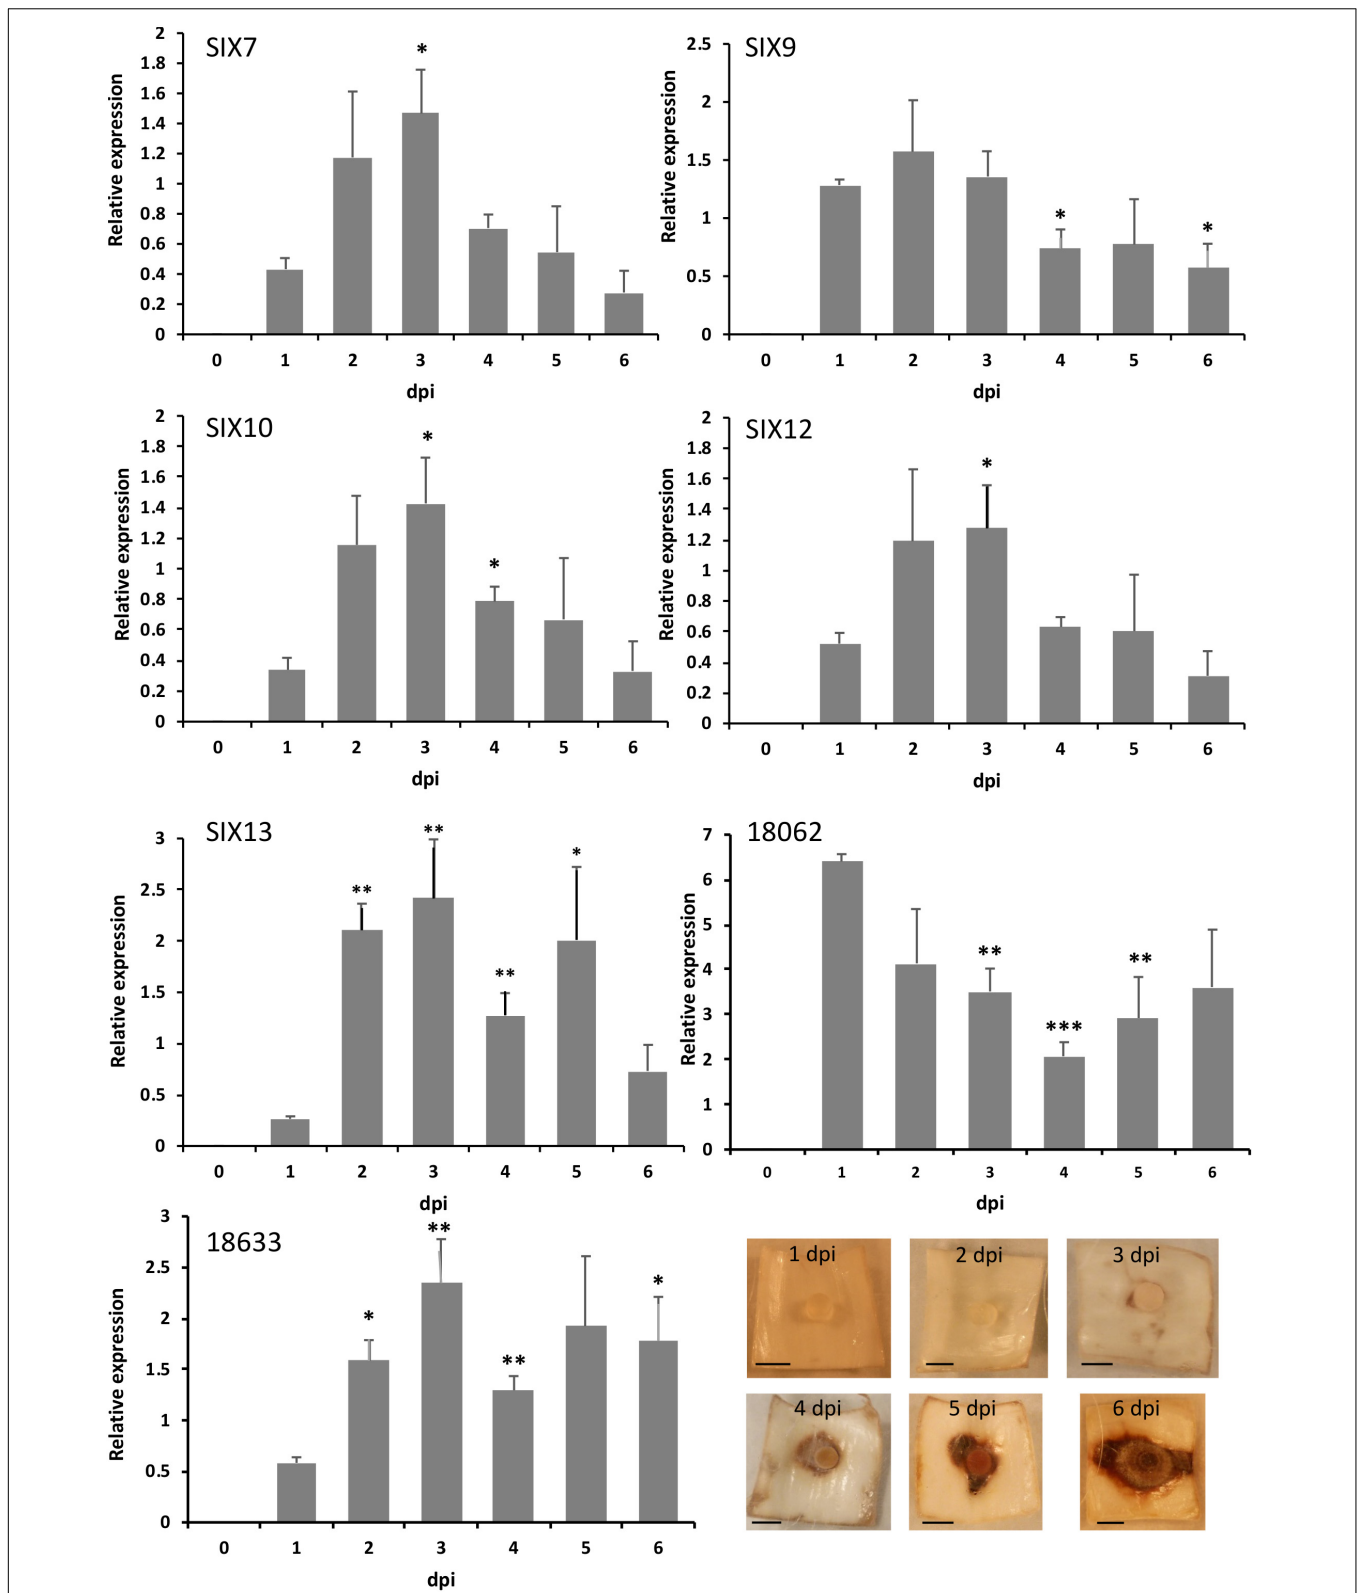 SIX7
Relative expression
2
1.8
1.6
1.4
1.2
1
0.8
0.6
0.4
0.2
0
*
0 1 2 3 4 5 6
dpi
SIX9
Relative expression
2.5
2
1.5
1
0.5
0
* *
0 1 2 3 4 5 6
dpi
SIX10
Relative expression
2
1.8
1.6
1.4
1.2
1
0.8
0.6
0.4
0.2
0
* *
0 1 2 3 4 5 6
dpi
SIX12
Relative expression
2
1.8
1.6
1.4
1.2
1
0.8
0.6
0.4
0.2
0
*
0 1 2 3 4 5 6
dpi
SIX13
Relative expression
3
2.5
2
1.5
1
0.5
0
** ** ** *
0 1 2 3 4 5 6
dpi
18062
Relative expression
7
6
5
4
3
2
1
0
** *** **
0 1 2 3 4 5 6
dpi
18633
Relative expression
3
2.5
2
1.5
1
0.5
0
* ** ** *
0 1 2 3 4 5 6
dpi
1 dpi 2 dpi 3 dpi
4 dpi 5 dpi 6 dpi